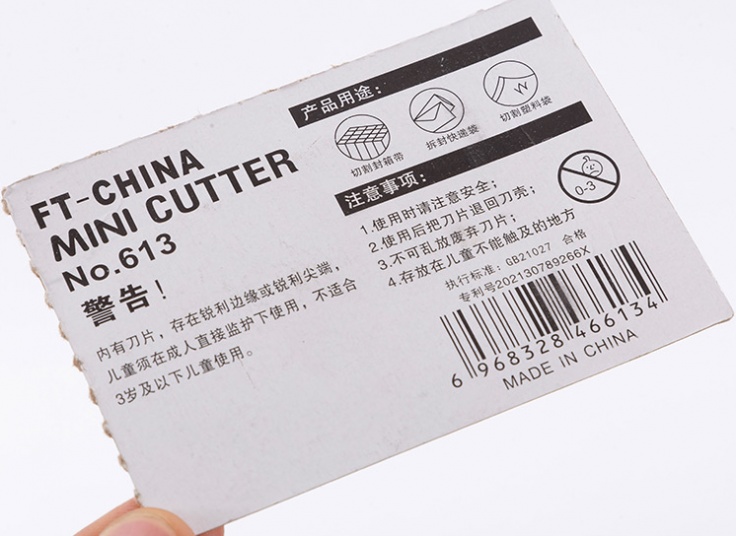 FT-CHINA
MINI CUTTER
No.613
警告!
内有刀片，存在锐利边缘或锐利尖端，
儿童须在成人直接监护下使用，不适合
3岁及以下儿童使用。
产品用途：
切割封箱带
拆封快递袋
切割塑料袋
注意事项：
1.使用时请注意安全；
2.使用后把刀片退回刀壳；
3.不可乱放废弃刀片；
4.存放在儿童不能触及的地方
0-3
执行标准：GB21027 合格
专利号202130789266X
6 968328 466134
MADE IN CHINA